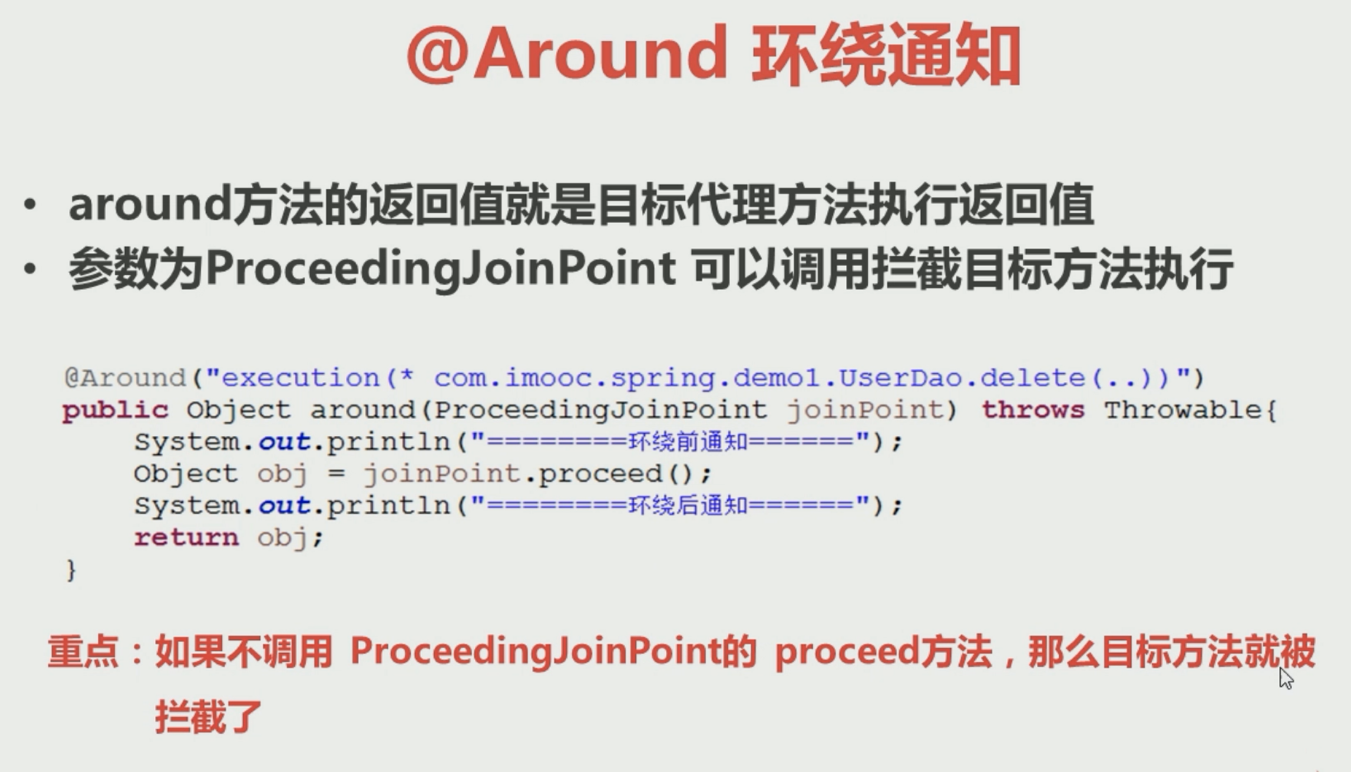 @Around 环绕通知
• around方法的返回值就是目标代理方法执行返回值
• 参数为ProceedingJoinPoint 可以调用拦截目标方法执行
@Around("execution(* com.imooc.spring.demo1.UserDao.delete(..))")
public Object around(ProceedingJoinPoint joinPoint) throws Throwable{
    System.out.println("========环绕前通知======");
    Object obj = joinPoint.proceed();
    System.out.println("========环绕后通知======");
    return obj;
}
重点：如果不调用 ProceedingJoinPoint的 proceed方法，那么目标方法就被
拦截了